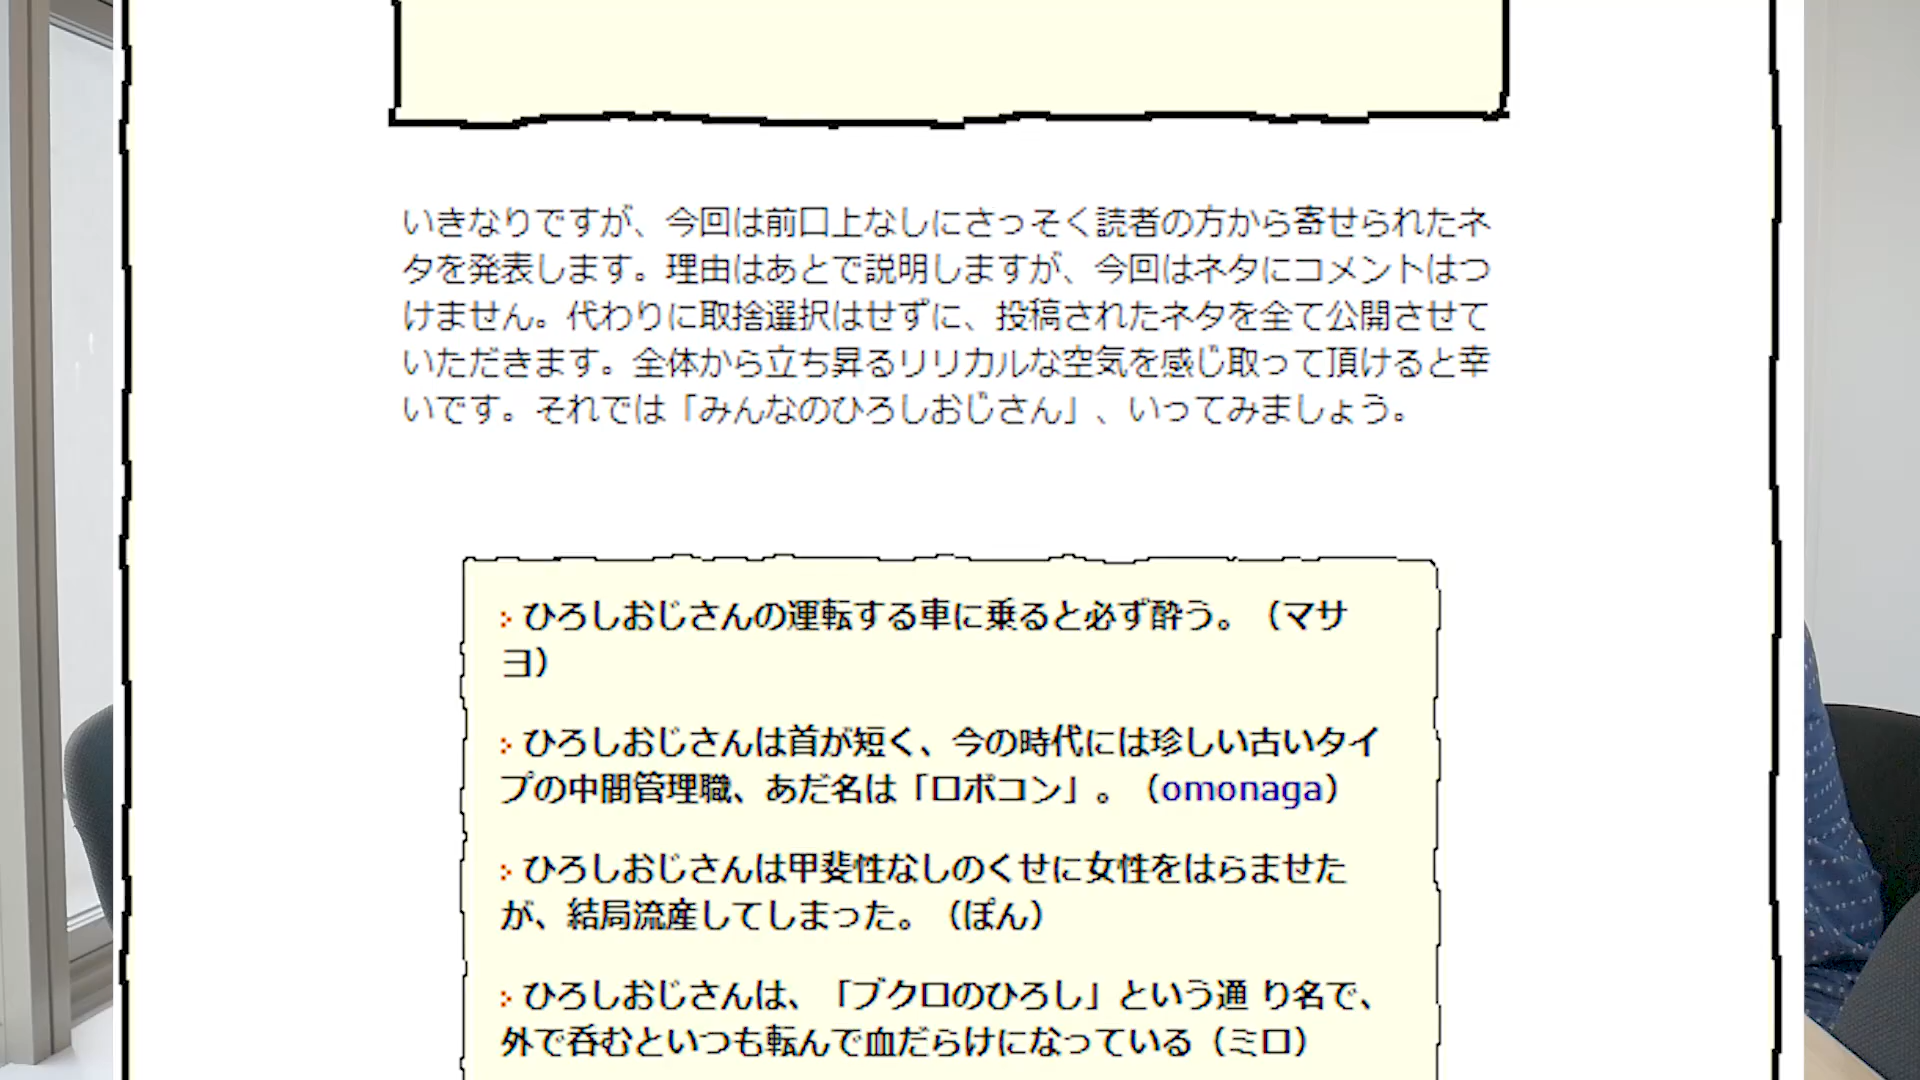 いきなりですが、今回は前口上なしにさっそく読者の方から寄せられたネ
タを発表します。理由はあとで説明しますが、今回はネタにコメントはつ
けません。代わりに取捨選択はせずに、投稿されたネタを全て公開させて
いただきます。全体から立ち昇るリリカルな空気を感じ取って頂けると幸
いです。それでは「みんなのひろしおじさん」、いってみましょう。
ひろしおじさんの運転する車に乗ると必ず酔う。（マサ
ヨ）
ひろしおじさんは首が短く、今の時代には珍しい古いタイ
プの中間管理職、あだ名は「ロボコン」。（omonaga）
ひろしおじさんは甲斐性なしのくせに女性をはらませた
が、結局流産してしまった。（ぽん）
ひろしおじさんは、「ブクロのひろし」という通 り名で、
外で呑むといつも転んで血だらけになっている（ミロ）